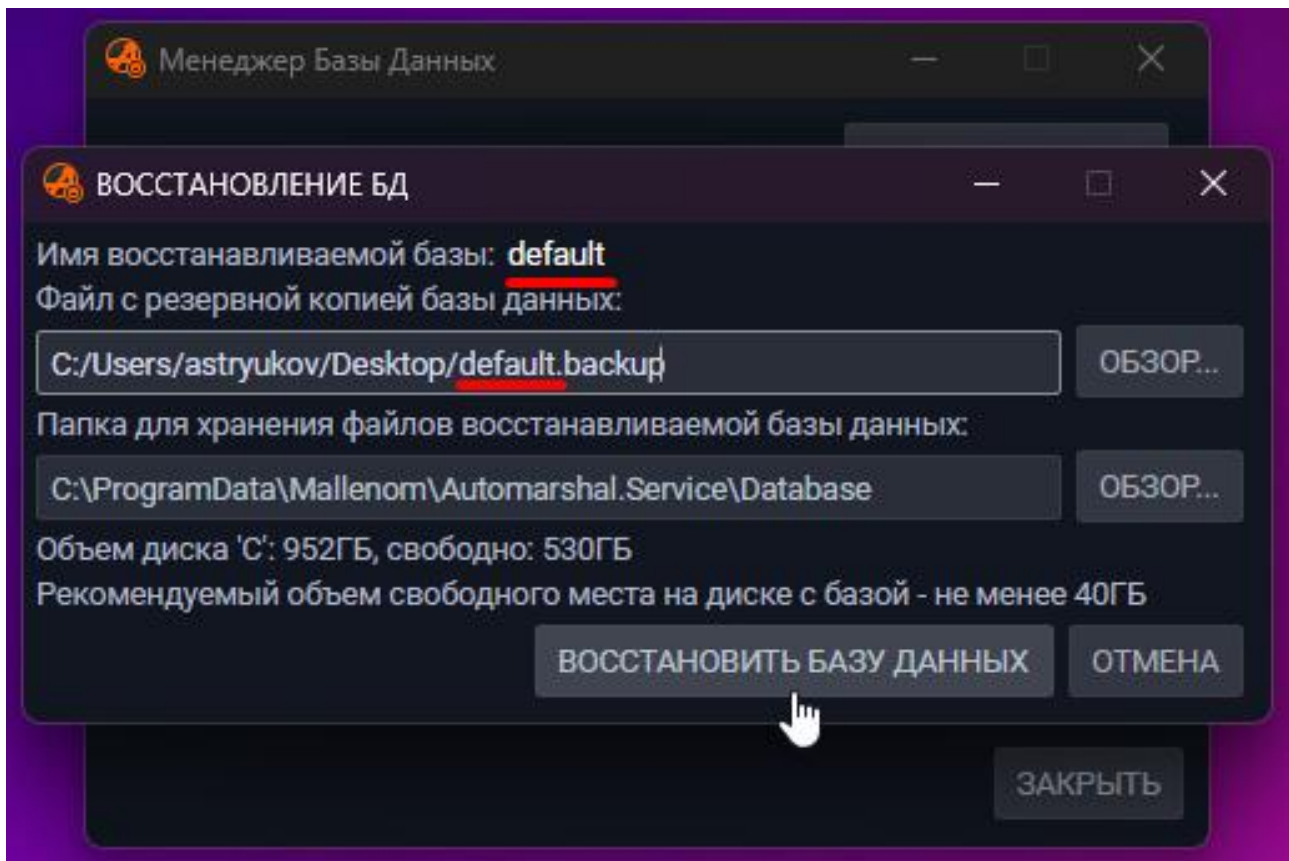 Менеджер Базы Данных
ВОССТАНОВЛЕНИЕ БД
Имя восстанавливаемой базы: default
Файл с резервной копией базы данных:
C:/Users/astryukov/Desktop/default.backup
ОБЗОР...
Папка для хранения файлов восстанавливаемой базы данных:
C:\ProgramData\Mallenom\Automarshal.Service\Database
ОБЗОР...
Объем диска 'C': 952ГБ, свободно: 530ГБ
Рекомендуемый объем свободного места на диске с базой - не менее 40ГБ
ВОССТАНОВИТЬ БАЗУ ДАННЫХ
ОТМЕНА
ЗАКРЫТЬ